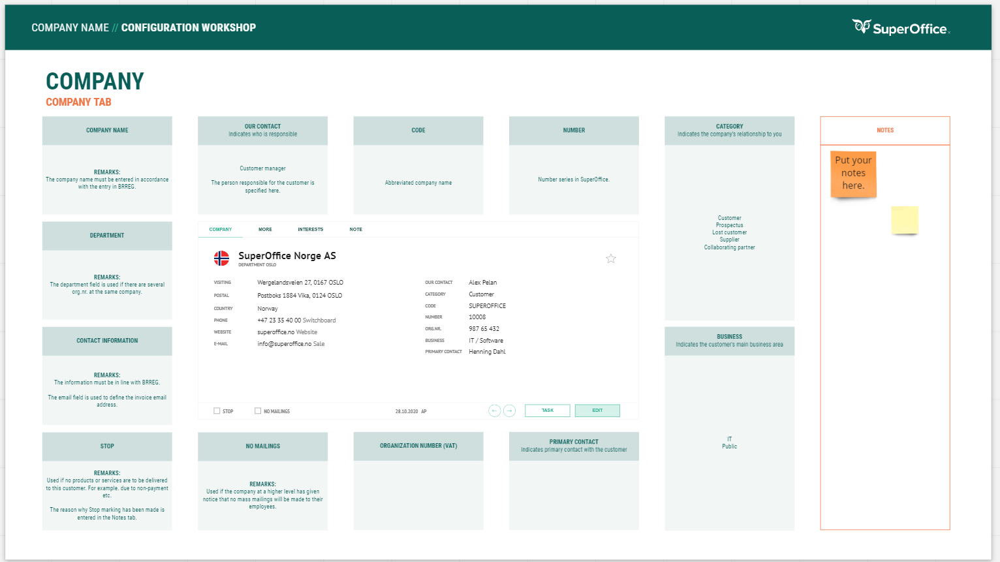 COMPANY NAME // CONFIGURATION WORKSHOP
SuperOffice
COMPANY
COMPANY TAB
COMPANY NAME
REMARKS:
The company name must be entered in accordance
with the entry in BRREG.
OUR CONTACT
Indicates who is responsible
Customer manager
The person responsible for the customer is
specified here.
CODE
Abbreviated company name
NUMBER
Number series in SuperOffice.
CATEGORY
Indicates the company's relationship to you
Customer
Prospectus
Lost customer
Supplier
Collaborating partner
NOTES
Put your
notes
here.
DEPARTMENT
REMARKS:
The department field is used if there are several
org.nr. at the same company.
COMPANY MORE INTERESTS NOTE
SuperOffice Norge AS
DEPARTMENT OSLO
VISITING Wergelandsveien 27, 0167 OSLO
POSTAL Postboks 1884 Vika, 0124 OSLO
COUNTRY Norway
PHONE +47 23 35 40 00 Switchboard
WEBSITE superoffice.no Website
E-MAIL info@superoffice.no Sale
OUR CONTACT Alex Pelan
CATEGORY Customer
CODE SUPEROFFICE
NUMBER 10008
ORG.NR. 987 65 432
BUSINESS IT / Software
PRIMARY CONTACT Henning Dahl
STOP NO MAILINGS 28.10.2020 AP ← → TASK EDIT
CONTACT INFORMATION
REMARKS:
The information must be in line with BRREG.
The email field is used to define the invoice email
address.
BUSINESS
Indicates the customer's main business area
IT
Public
STOP
REMARKS:
Used if no products or services are to be delivered
to this customer. For example. due to non-payment
etc.
The reason why Stop marking has been made is
entered in the Notes tab.
NO MAILINGS
REMARKS:
Used if the company at a higher level has given
notice that no mass mailings will be made to their
employees.
ORGANIZATION NUMBER (VAT)
PRIMARY CONTACT
Indicates primary contact with the customer